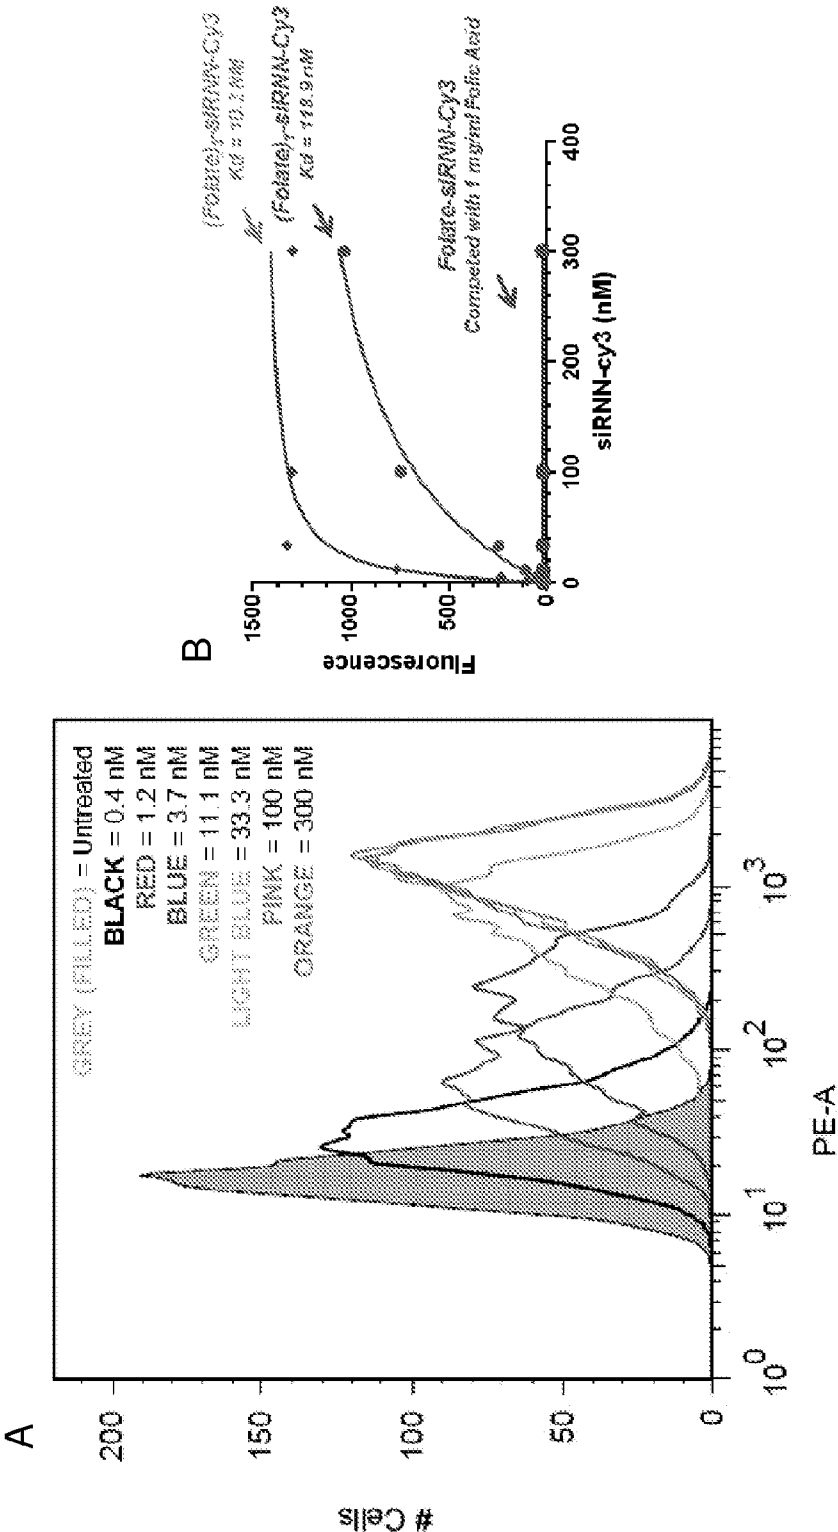 A
# Cells
200
150
100
50
0
10^0
10^1
10^2
10^3
PE-A
GREY (FILLED) = Untreated
BLACK = 0.4 nM
RED = 1.2 nM
BLUE = 3.7 nM
GREEN = 11.1 nM
LIGHT BLUE = 33.3 nM
PINK = 100 nM
ORANGE = 300 nM
B
Fluorescence
1500
1000
500
0
0
100
200
300
400
siRNN-cy3 (nM)
-siRNN-Cy3
Kd =
-siRNN-Cy3
Kd = 118.9 nM
Folate-siRNN-Cy3
Competed with 1 mg/ml Folic Acid